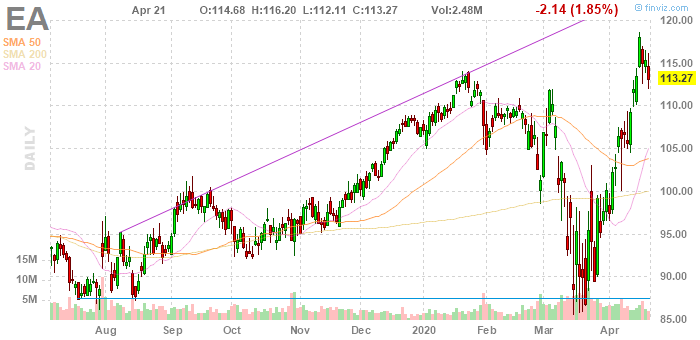 EA
Apr 21 O:114.68 H:116.20 L:112.11 C:113.27 Vol:2.48M -2.14 (1.85%)
© finviz.com
SMA 50
SMA 200
SMA 20
DAILY
120.00
115.00
113.27
110.00
105.00
100.00
95.00
90.00
85.00
15M
10M
5M
Aug Sep Oct Nov Dec 2020 Feb Mar Apr